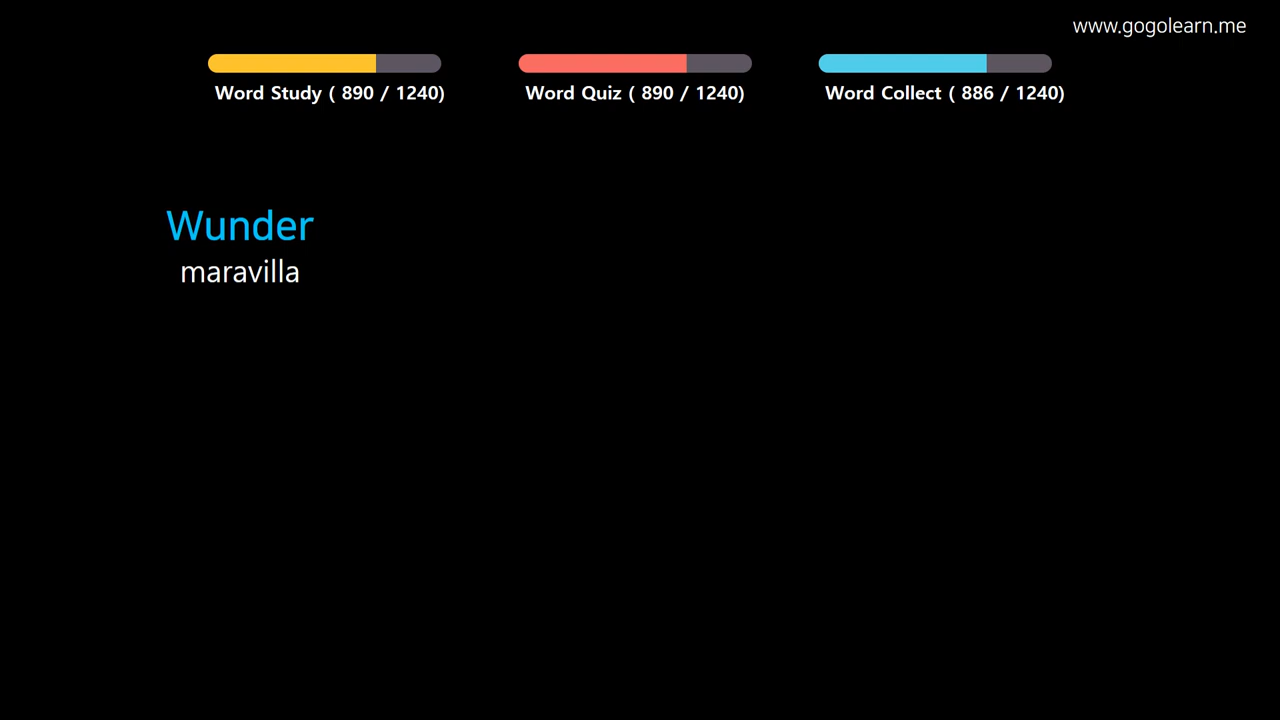 www.gogolearn.me
Word Study ( 890 / 1240)
Word Quiz ( 890 / 1240)
Word Collect ( 886 / 1240)
Wunder
maravilla